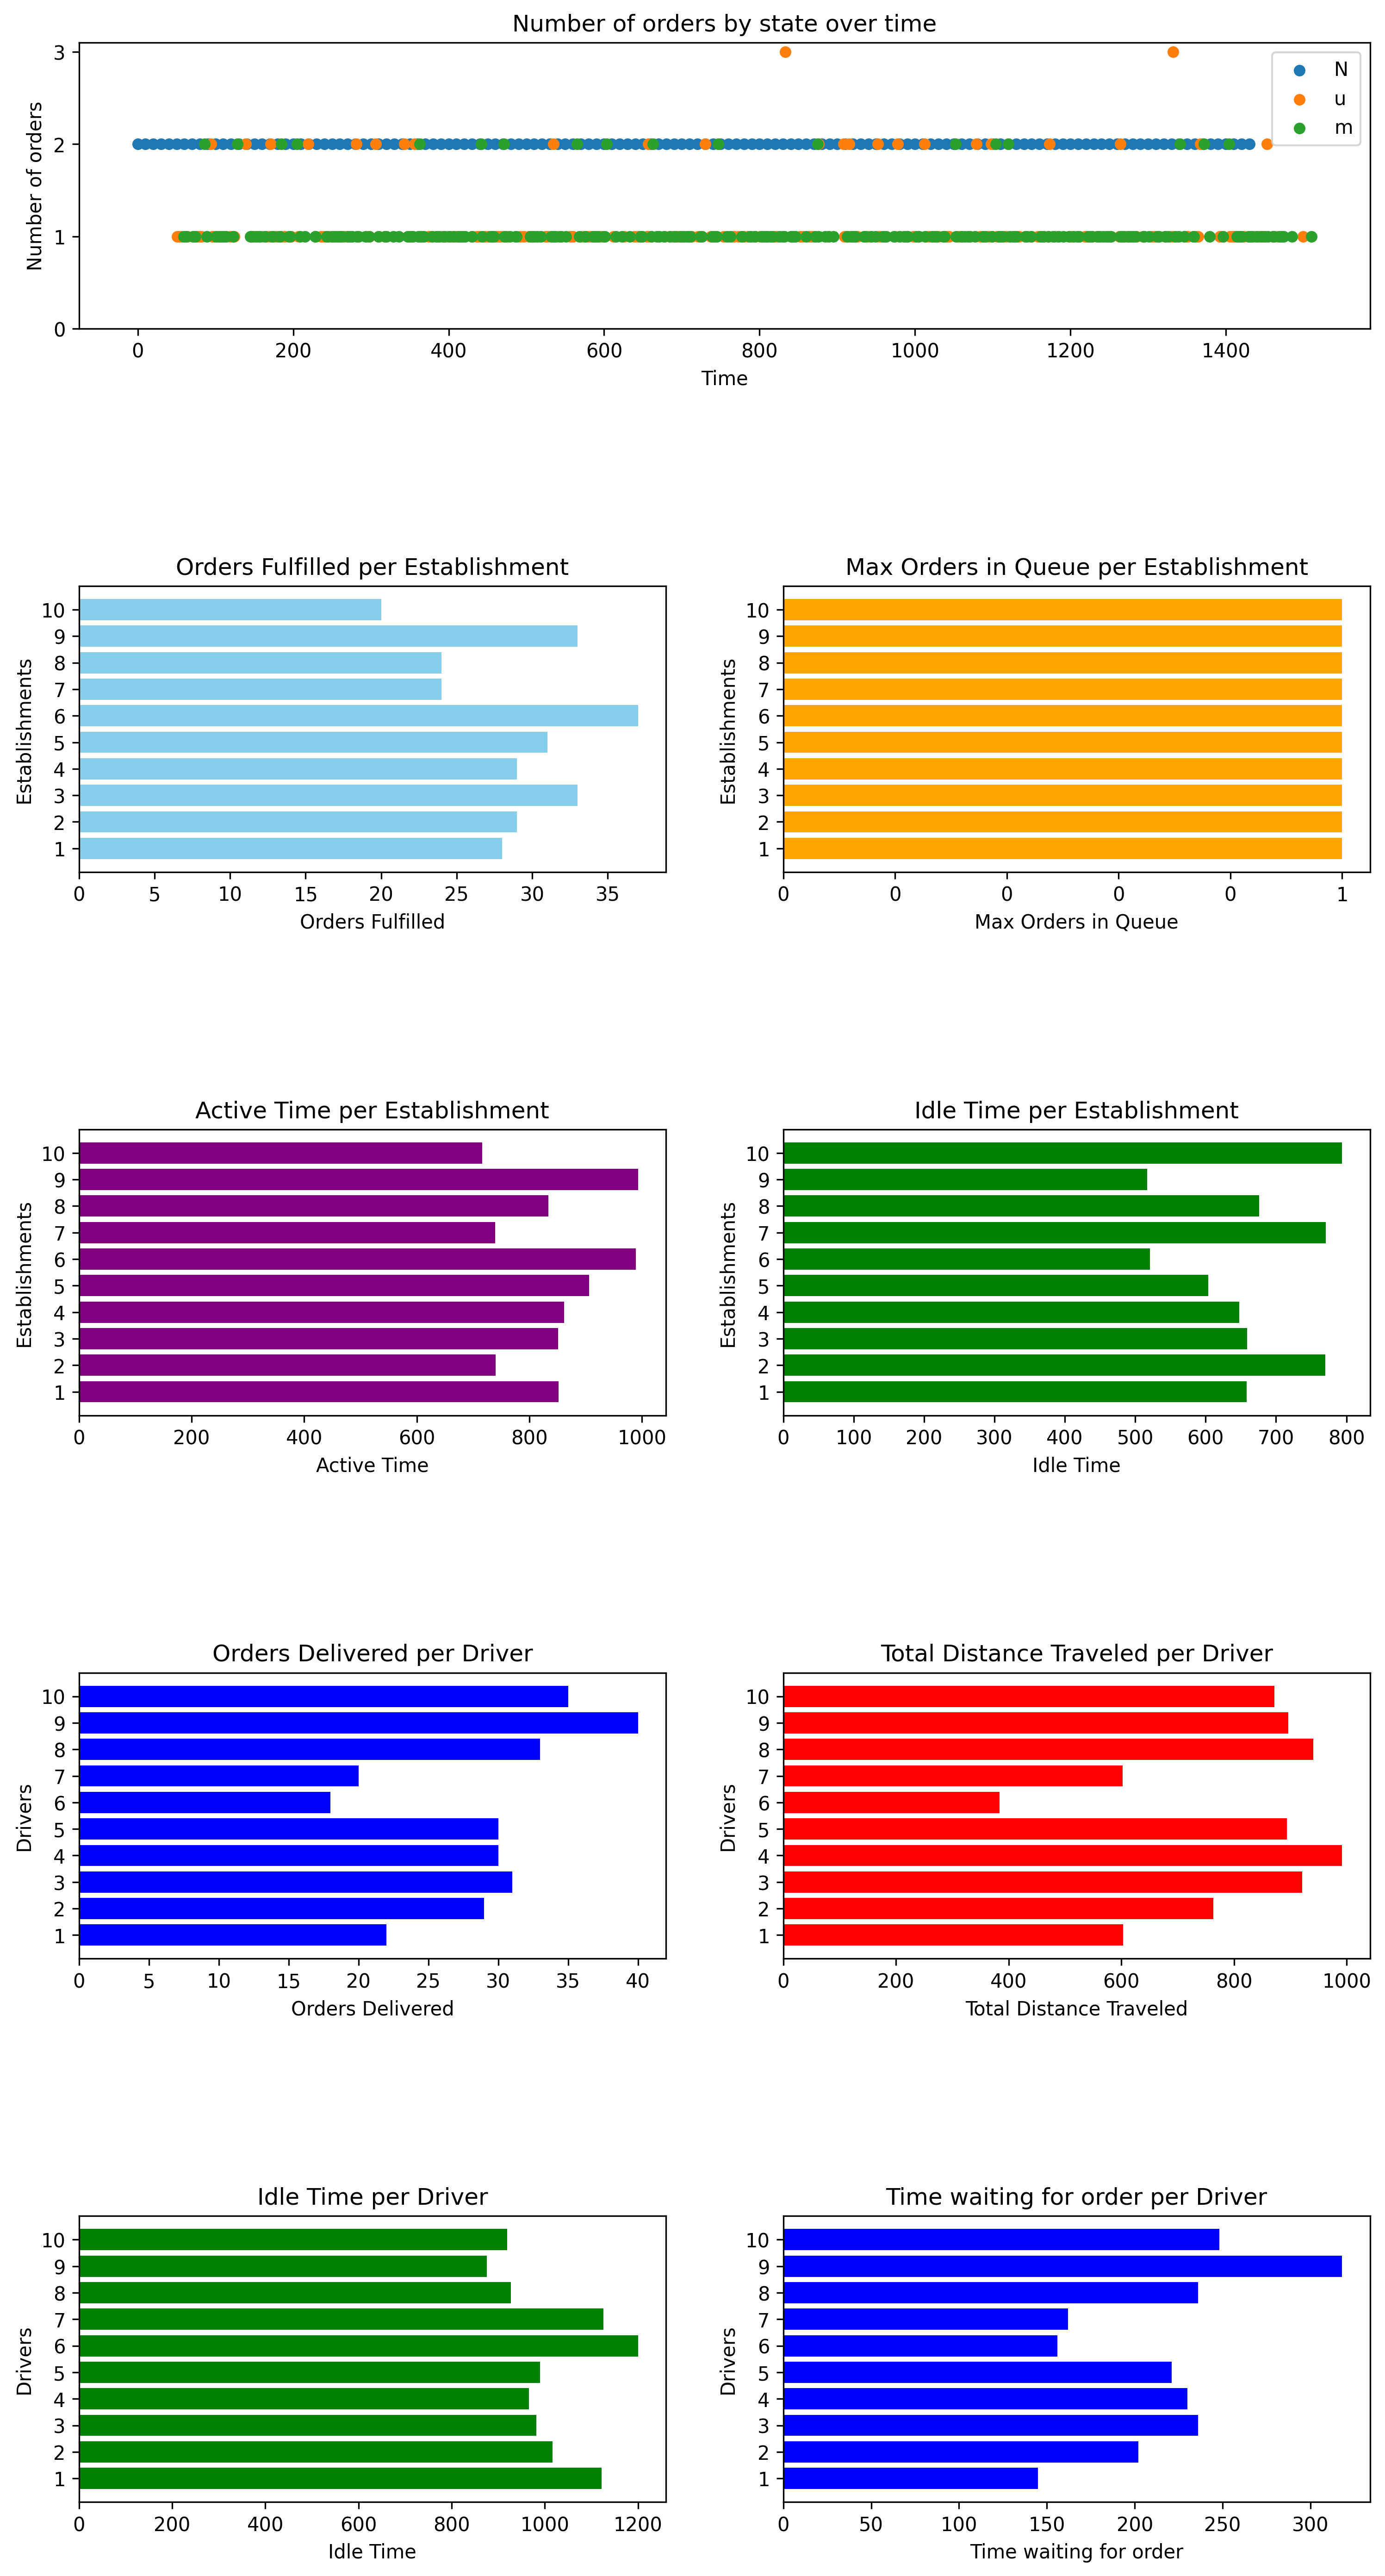 Number of orders by state over time
Number of orders
3
2
1
0
N
u
m
0 200 400 600 800 1000 1200 1400
Time
Orders Fulfilled per Establishment
Establishments
10
9
8
7
6
5
4
3
2
1
0 5 10 15 20 25 30 35
Orders Fulfilled
Max Orders in Queue per Establishment
Establishments
10
9
8
7
6
5
4
3
2
1
0 0 0 0 0 1
Max Orders in Queue
Active Time per Establishment
Establishments
10
9
8
7
6
5
4
3
2
1
0 200 400 600 800 1000
Active Time
Idle Time per Establishment
Establishments
10
9
8
7
6
5
4
3
2
1
0 100 200 300 400 500 600 700 800
Idle Time
Orders Delivered per Driver
Drivers
10
9
8
7
6
5
4
3
2
1
0 5 10 15 20 25 30 35 40
Orders Delivered
Total Distance Traveled per Driver
Drivers
10
9
8
7
6
5
4
3
2
1
0 200 400 600 800 1000
Total Distance Traveled
Idle Time per Driver
Drivers
10
9
8
7
6
5
4
3
2
1
0 200 400 600 800 1000 1200
Idle Time
Time waiting for order per Driver
Drivers
10
9
8
7
6
5
4
3
2
1
0 50 100 150 200 250 300
Time waiting for order